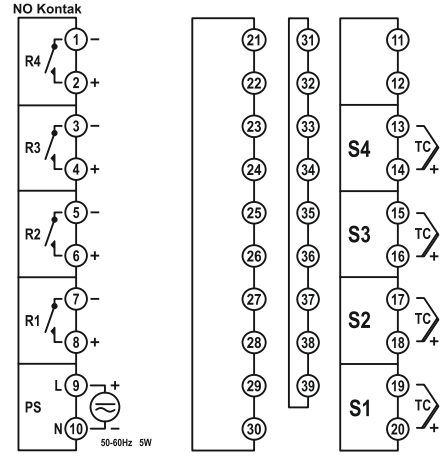 NO Kontak
1 − 21 31 11
R4
2 + 22 32 12
3 − 23 33 13
R3 S4 TC
4 + 24 34 14 +
5 − 25 35 15
R2 S3 TC
6 + 26 36 16 +
7 − 27 37 17
R1 S2 TC
8 + 28 38 18 +
L 9 + 29 39 19
PS S1 TC
N 10 − 30 20 +
50-60Hz 5W